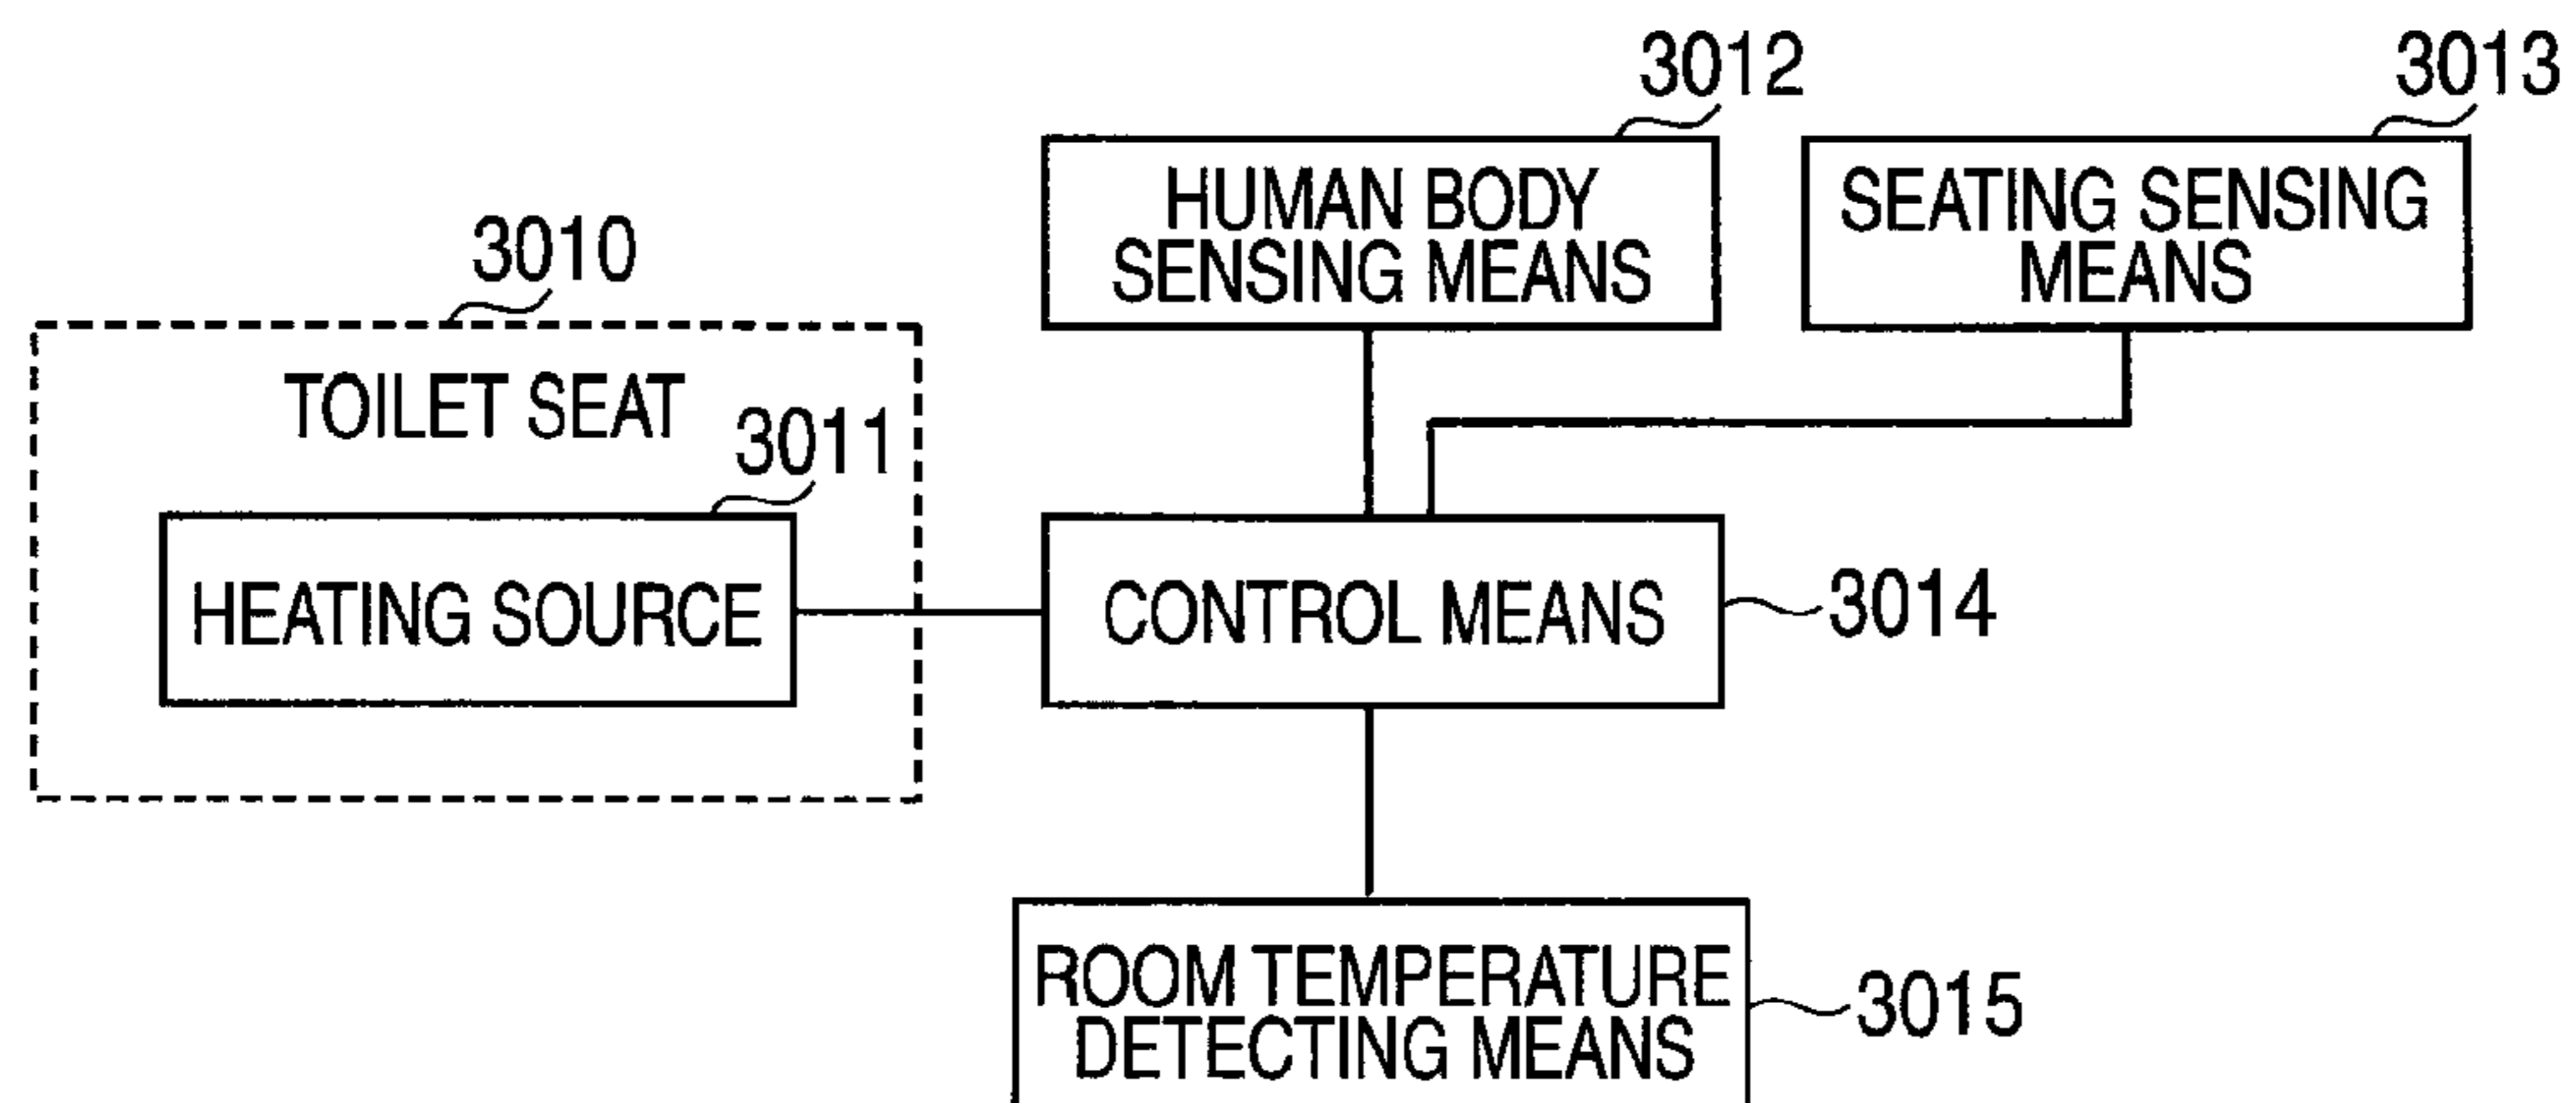 3012
3013
HUMAN BODY
SENSING MEANS
SEATING SENSING
MEANS
3010
TOILET SEAT
3011
HEATING SOURCE
CONTROL MEANS
3014
ROOM TEMPERATURE
DETECTING MEANS
3015